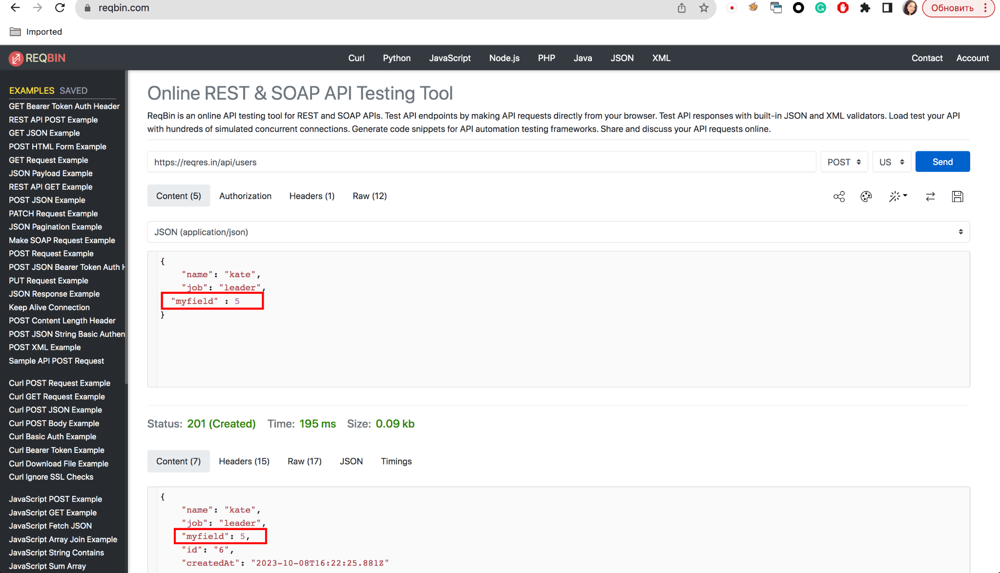 reqbin.com
Обновить
Imported
REQBIN
Curl Python JavaScript Node.js PHP Java JSON XML
Contact Account
EXAMPLES SAVED
GET Bearer Token Auth Header
REST API POST Example
GET JSON Example
POST HTML Form Example
GET Request Example
JSON Payload Example
REST API GET Example
POST JSON Example
PATCH Request Example
JSON Pagination Example
Make SOAP Request Example
POST Request Example
POST JSON Bearer Token Auth H
PUT Request Example
JSON Response Example
Keep Alive Connection
POST Content Length Header
POST JSON String Basic Authen
POST XML Example
Sample API POST Request
Curl POST Request Example
Curl GET Request Example
Curl POST JSON Example
Curl POST Body Example
Curl Basic Auth Example
Curl Bearer Token Example
Curl Download File Example
Curl Ignore SSL Checks
JavaScript POST Example
JavaScript GET Example
JavaScript Fetch JSON
JavaScript Array Join Example
JavaScript String Contains
JavaScript Sum Array
Online REST & SOAP API Testing Tool
ReqBin is an online API testing tool for REST and SOAP APIs. Test API endpoints by making API requests directly from your browser. Test API responses with built-in JSON and XML validators. Load test your API
with hundreds of simulated concurrent connections. Generate code snippets for API automation testing frameworks. Share and discuss your API requests online.
https://reqres.in/api/users POST US Send
Content (5) Authorization Headers (1) Raw (12)
JSON (application/json)
{
"name": "kate",
"job": "leader",
"myfield" : 5
}
Status: 201 (Created) Time: 195 ms Size: 0.09 kb
Content (7) Headers (15) Raw (17) JSON Timings
{
"name": "kate",
"job": "leader",
"myfield": 5,
"id": "6",
"createdAt": "2023-10-08T16:22:25.881Z"